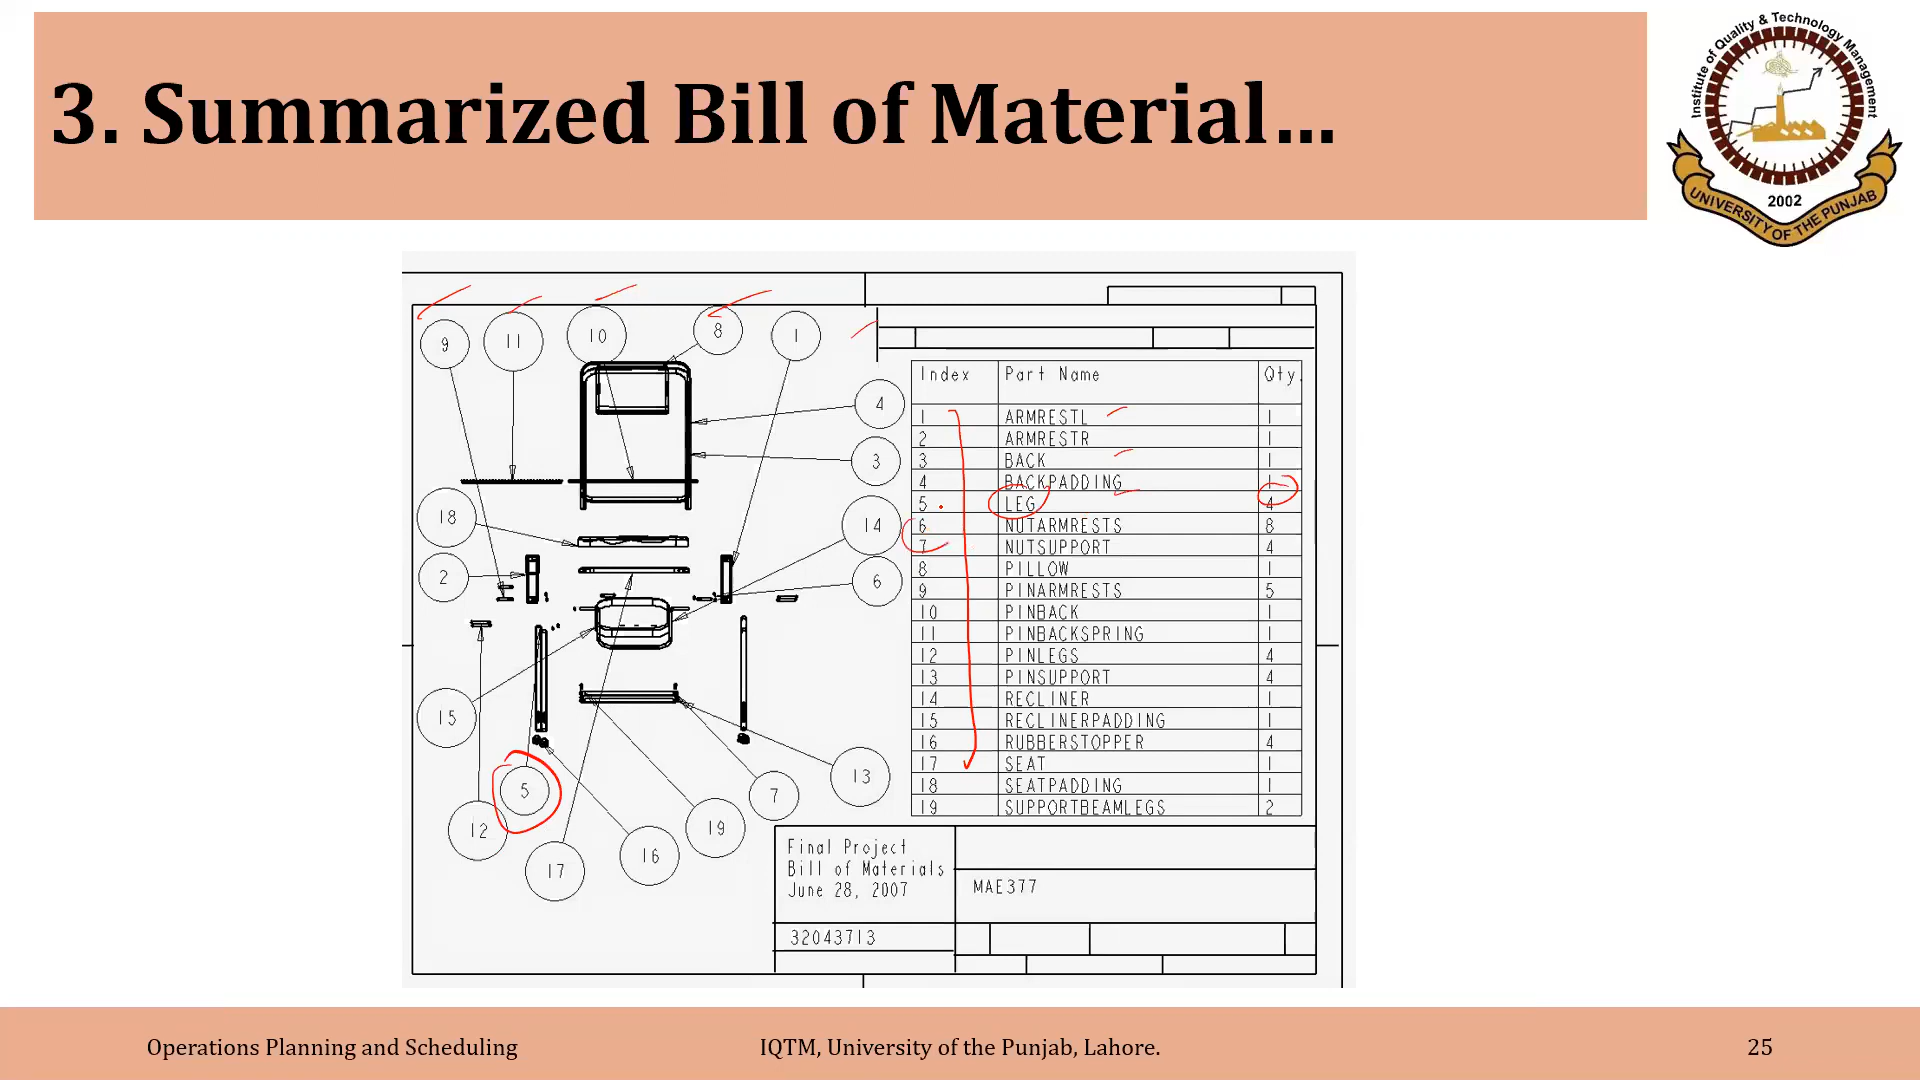 3. Summarized Bill of Material...
Institute of Quality & Technology Management
2002
UNIVERSITY OF THE PUNJAB
9
11
10
8
1
4
3
18
14
2
6
15
5
12
17
16
19
7
13
Index Part Name Qty.
1 ARMRESTL 1
2 ARMRESTR 1
3 BACK 1
4 BACKPADDING 1
5 LEG 4
6 NUTARMRESTS 8
7 NUTSUPPORT 4
8 PILLOW 1
9 PINARMRESTS 5
10 PINBACK 1
11 PINBACKSPRING 1
12 PINLEGS 4
13 PINSUPPORT 4
14 RECLINER 1
15 RECLINERPADDING 1
16 RUBBERSTOPPER 4
17 SEAT 1
18 SEATPADDING 1
19 SUPPORTBEAMLEGS 2
Final Project
Bill of Materials
June 28, 2007
MAE377
32043713
Operations Planning and Scheduling
IQTM, University of the Punjab, Lahore.
25